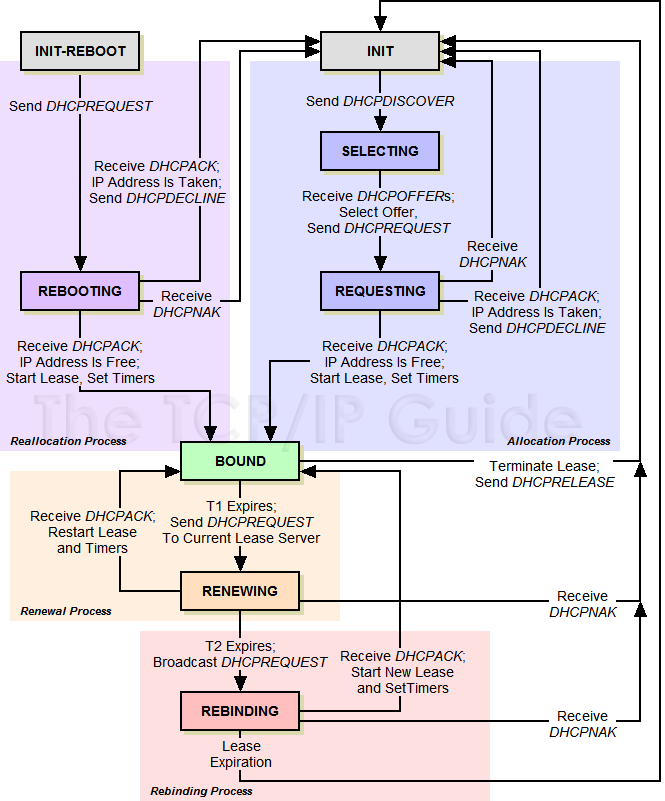 INIT-REBOOT
INIT
Send DHCPREQUEST
Send DHCPDISCOVER
SELECTING
Receive DHCPACK;
IP Address Is Taken;
Send DHCPDECLINE
Receive DHCPOFFERs;
Select Offer,
Send DHCPREQUEST
Receive
DHCPNAK
REBOOTING
Receive
DHCPNAK
REQUESTING
Receive DHCPACK;
IP Address Is Taken;
Send DHCPDECLINE
Receive DHCPACK;
IP Address Is Free;
Start Lease, Set Timers
Receive DHCPACK;
IP Address Is Free;
Start Lease, Set Timers
The TCP/IP Guide
Reallocation Process
Allocation Process
BOUND
Terminate Lease;
Send DHCPRELEASE
Receive DHCPACK;
Restart Lease
and Timers
T1 Expires;
Send DHCPREQUEST
To Current Lease Server
RENEWING
Receive
DHCPNAK
Renewal Process
T2 Expires;
Broadcast DHCPREQUEST
Receive DHCPACK;
Start New Lease
and SetTimers
REBINDING
Receive
DHCPNAK
Lease
Expiration
Rebinding Process